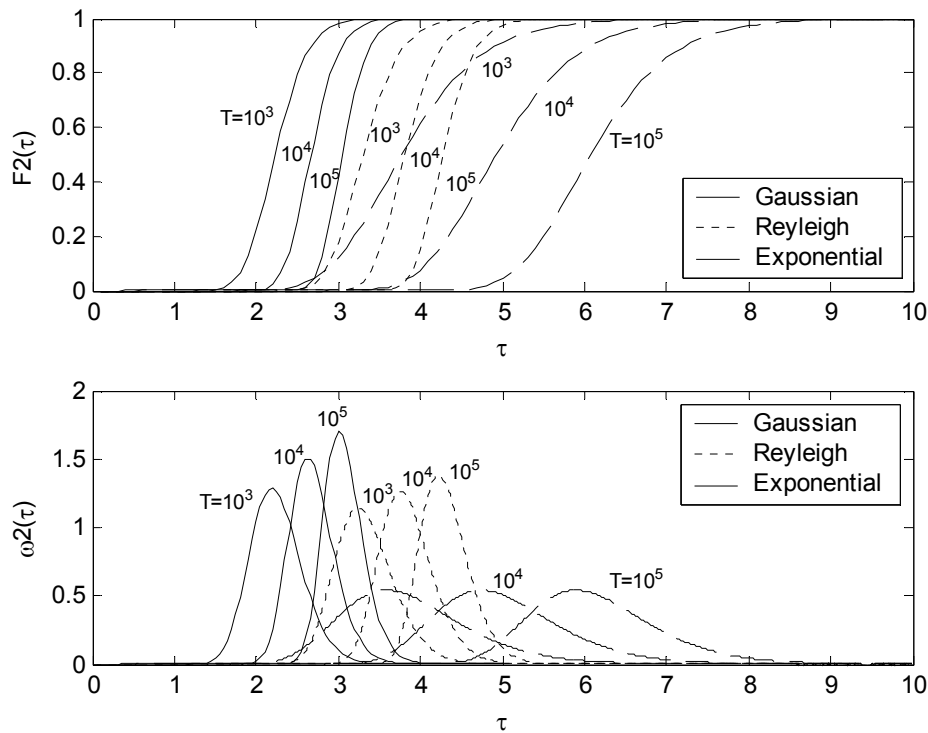 F2(τ)
1
0.8
0.6
0.4
0.2
0
T=10³
10⁴
10⁵
10³
10⁴
10⁵
10³
10⁴
T=10⁵
Gaussian
Reyleigh
Exponential
0 1 2 3 4 5 6 7 8 9 10
τ
ω2(τ)
2
1.5
1
0.5
0
T=10³
10⁴
10⁵
10³
10⁴
10⁵
10⁴
T=10⁵
Gaussian
Reyleigh
Exponential
0 1 2 3 4 5 6 7 8 9 10
τ